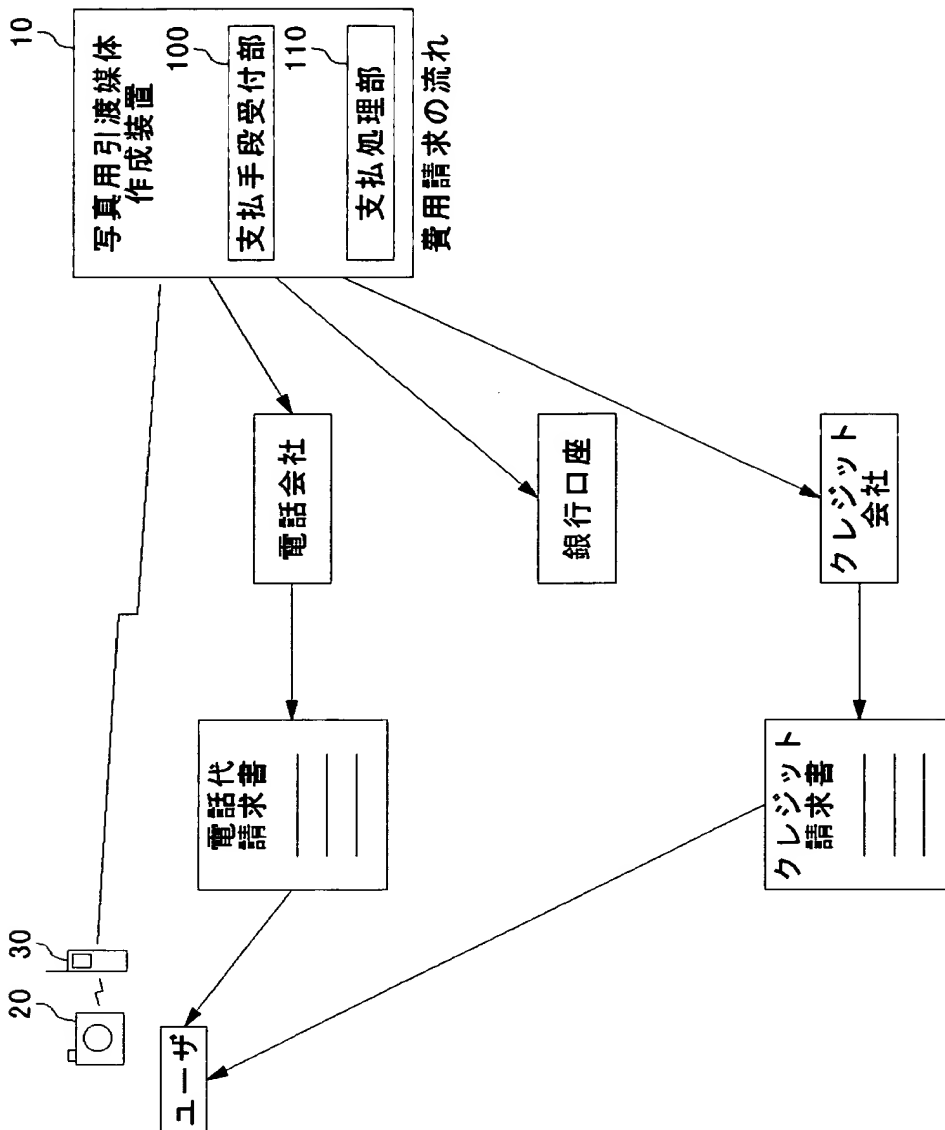 20
30
10
写真用引渡媒体
作成装置
100
支払手段受付部
110
支払処理部
費用請求の流れ
ユーザ
電話代
請求書
電話会社
銀行口座
クレジット
請求書
クレジット
会社